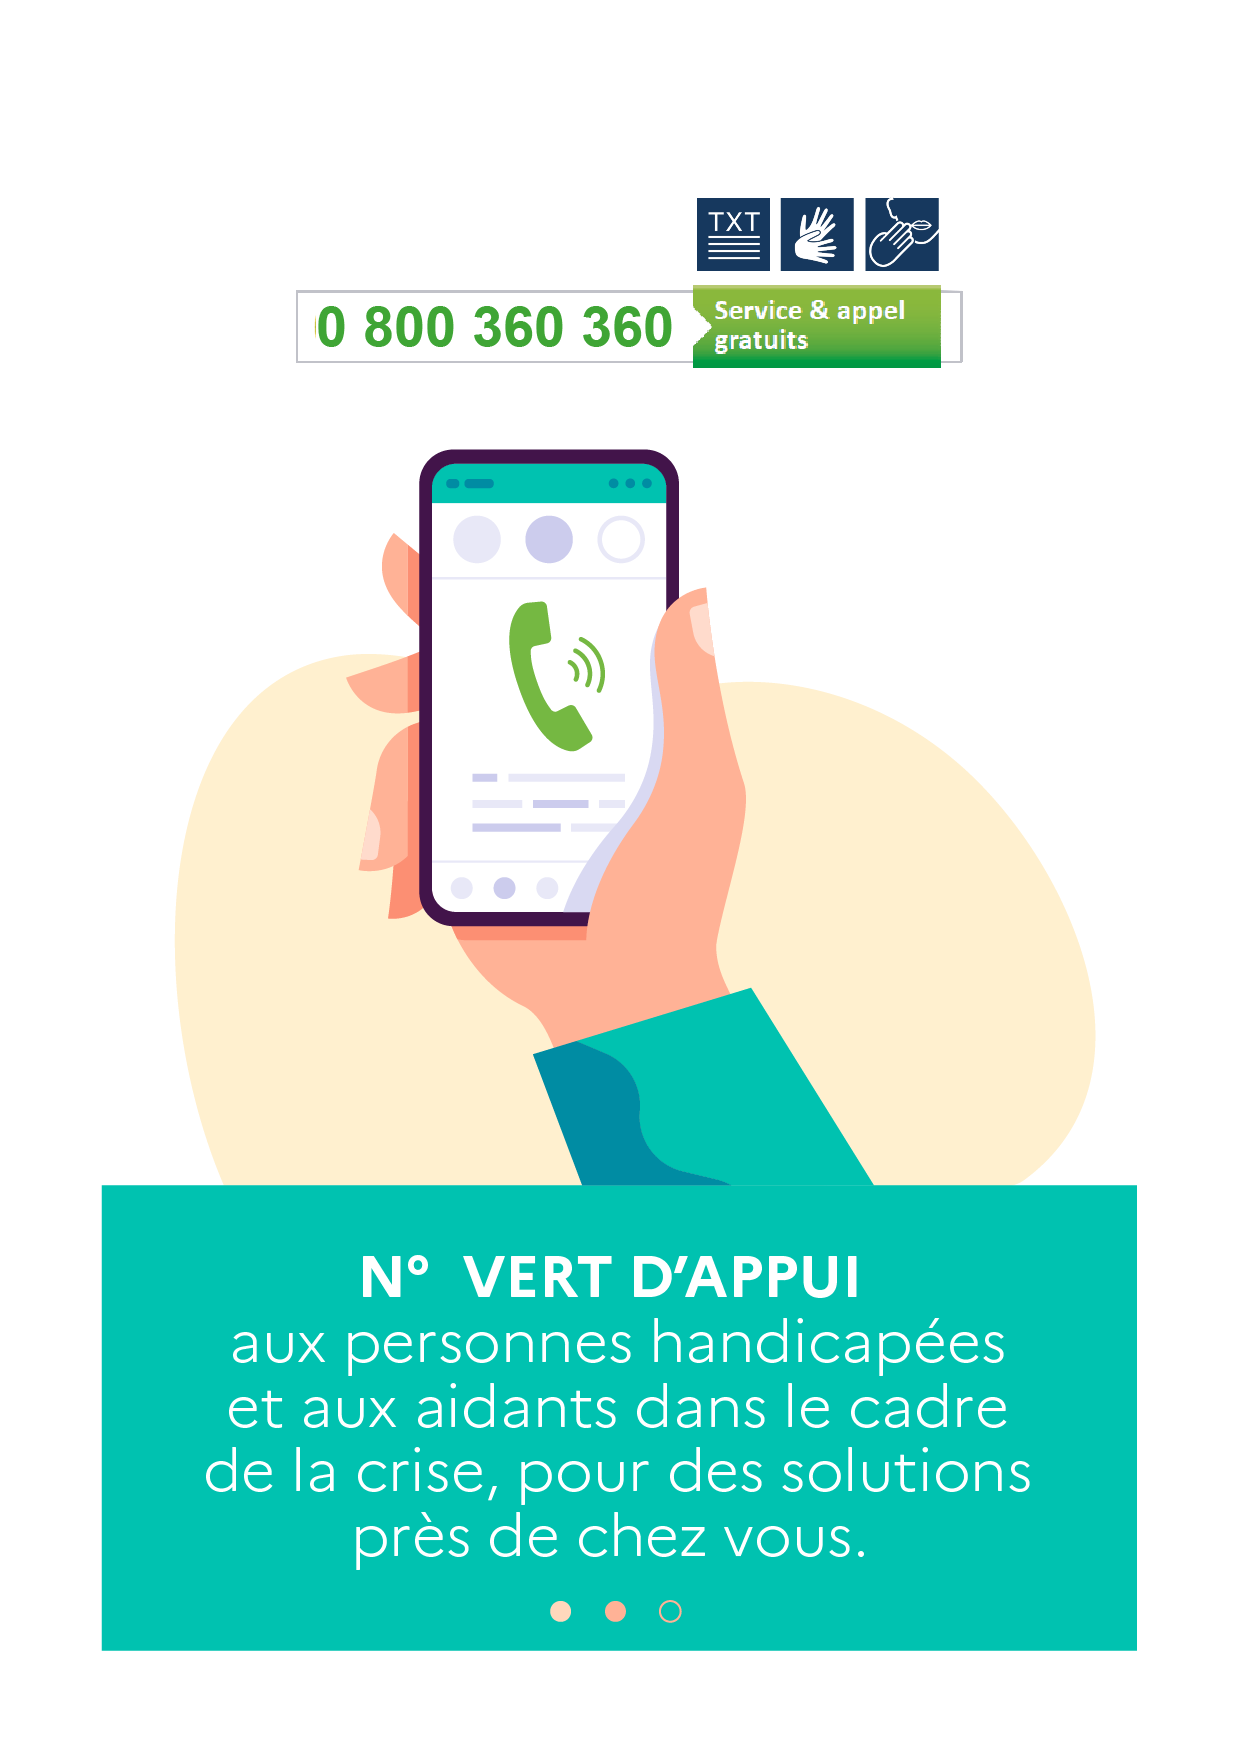 TXT
0 800 360 360
Service & appel
gratuits
N° VERT D’APPUI
aux personnes handicapées
et aux aidants dans le cadre
de la crise, pour des solutions
près de chez vous.